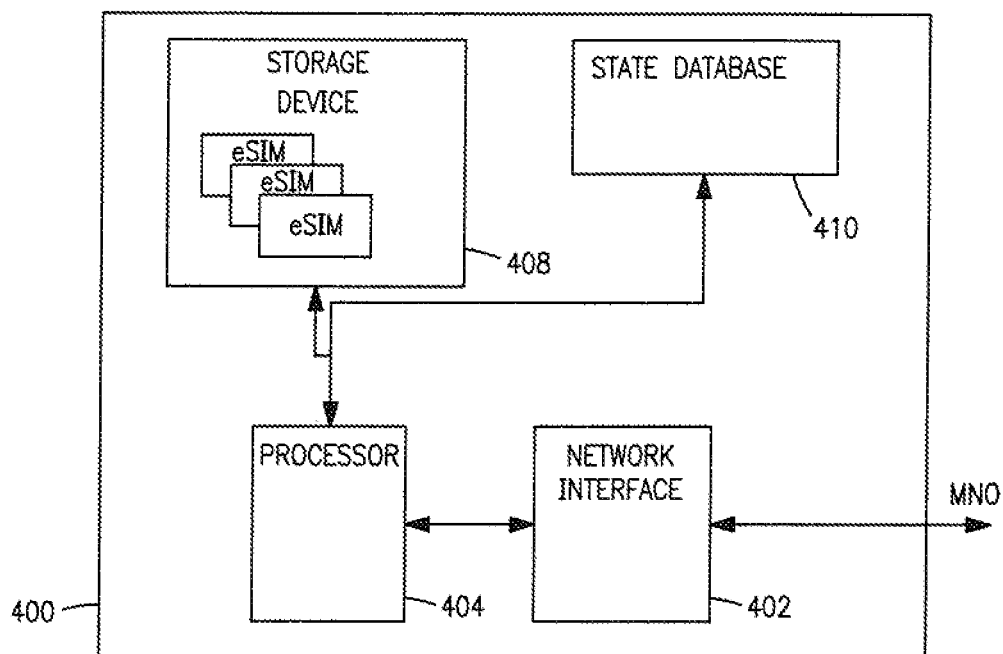 STORAGE
DEVICE
eSIM
eSIM
eSIM
408
STATE DATABASE
410
PROCESSOR
404
NETWORK
INTERFACE
402
MNO
400